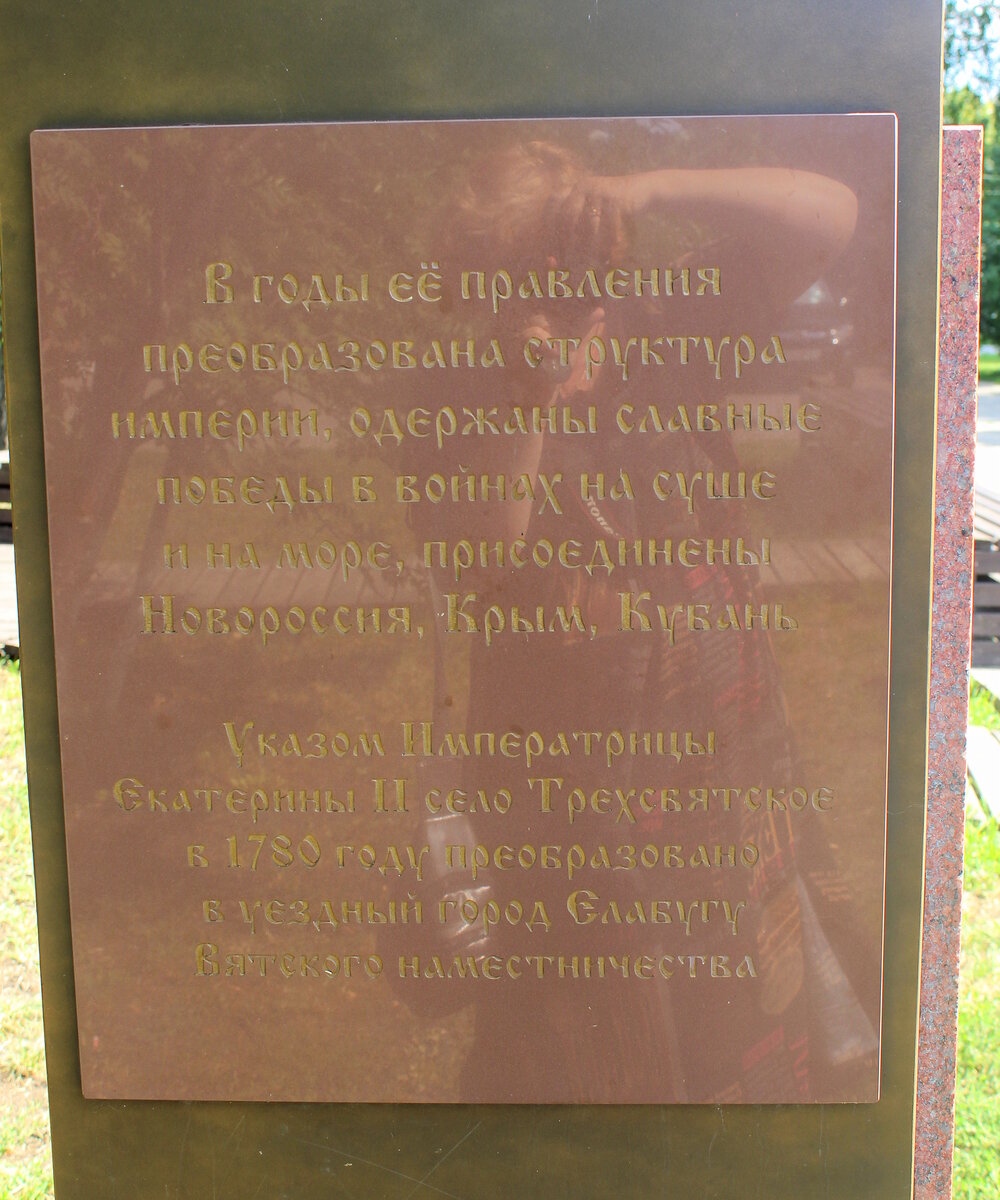 В годы её правления
преобразована структура
империи, одержаны славные
победы в войнах на суше
и на море, присоединены
Новороссия, Крым, Кубань
Указом Императрицы
Екатерины II село Трехсвятское
в 1780 году преобразовано
в уездный город Елабугу
Вятского наместничества